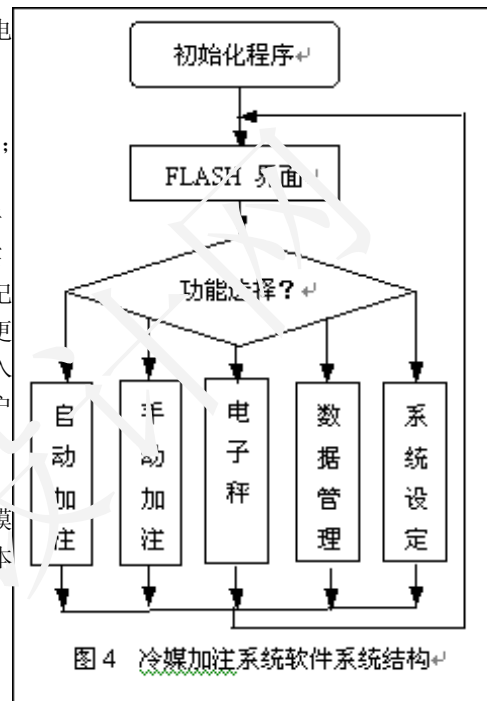 初始化程序
FLASH 界面
功能选择?
启动加注
手动加注
电子秤
数据管理
系统设定
图 4 冷媒加注系统软件系统结构